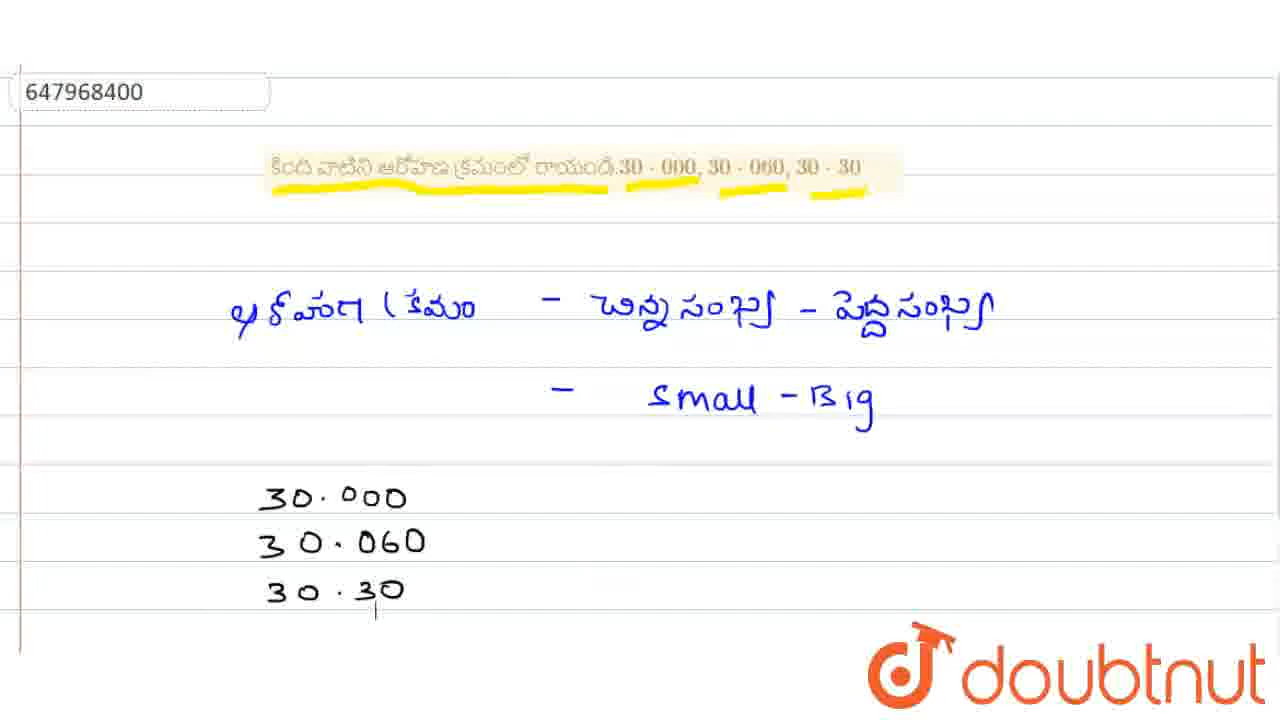 647968400
కింది వాటిని ఆరోహణ క్రమంలో రాయండి.30 · 000, 30 · 060, 30 · 30
ఆరోహణ క్రమం - చిన్న సంఖ్య - పెద్ద సంఖ్య
- Small - Big
30.000
30.060
30.30
doubtnut